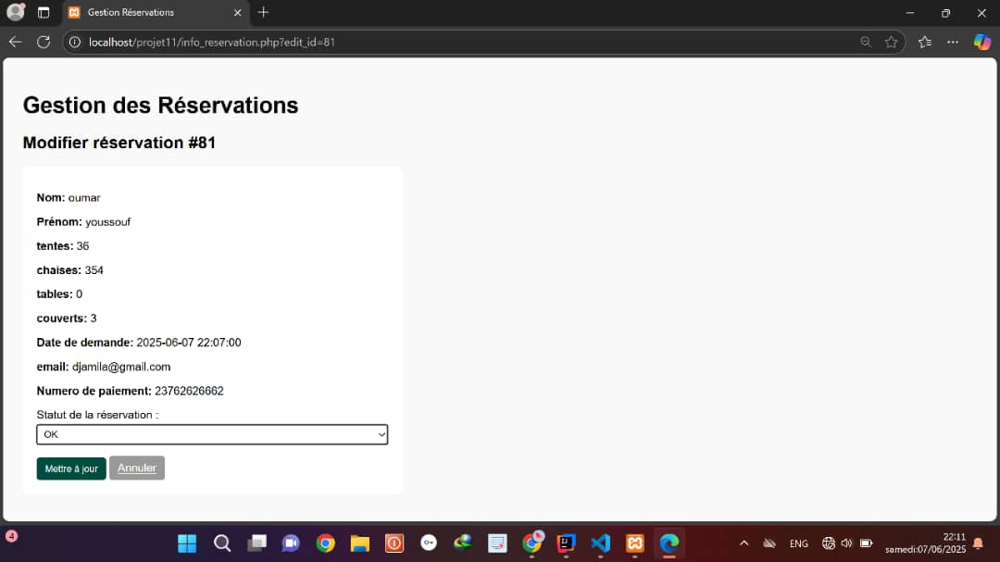 Gestion Réservations
localhost/projet11/info_reservation.php?edit_id=81
Gestion des Réservations
Modifier réservation #81
Nom: oumar
Prénom: youssouf
tentes: 36
chaises: 354
tables: 0
couverts: 3
Date de demande: 2025-06-07 22:07:00
email: djamila@gmail.com
Numero de paiement: 23762626662
Statut de la réservation :
OK
Mettre à jour Annuler
4
ENG
22:11
samedi:07/06/2025